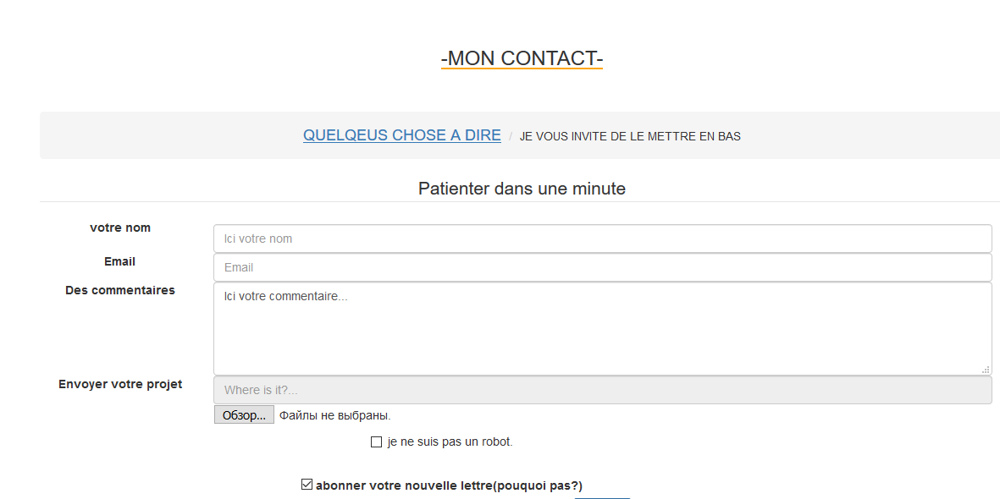 -MON CONTACT-
QUELQEUS CHOSE A DIRE / JE VOUS INVITE DE LE METTRE EN BAS
Patienter dans une minute
votre nom
Ici votre nom
Email
Email
Des commentaires
Ici votre commentaire...
Envoyer votre projet
Where is it?...
Обзор... Файлы не выбраны.
je ne suis pas un robot.
abonner votre nouvelle lettre(pouquoi pas?)